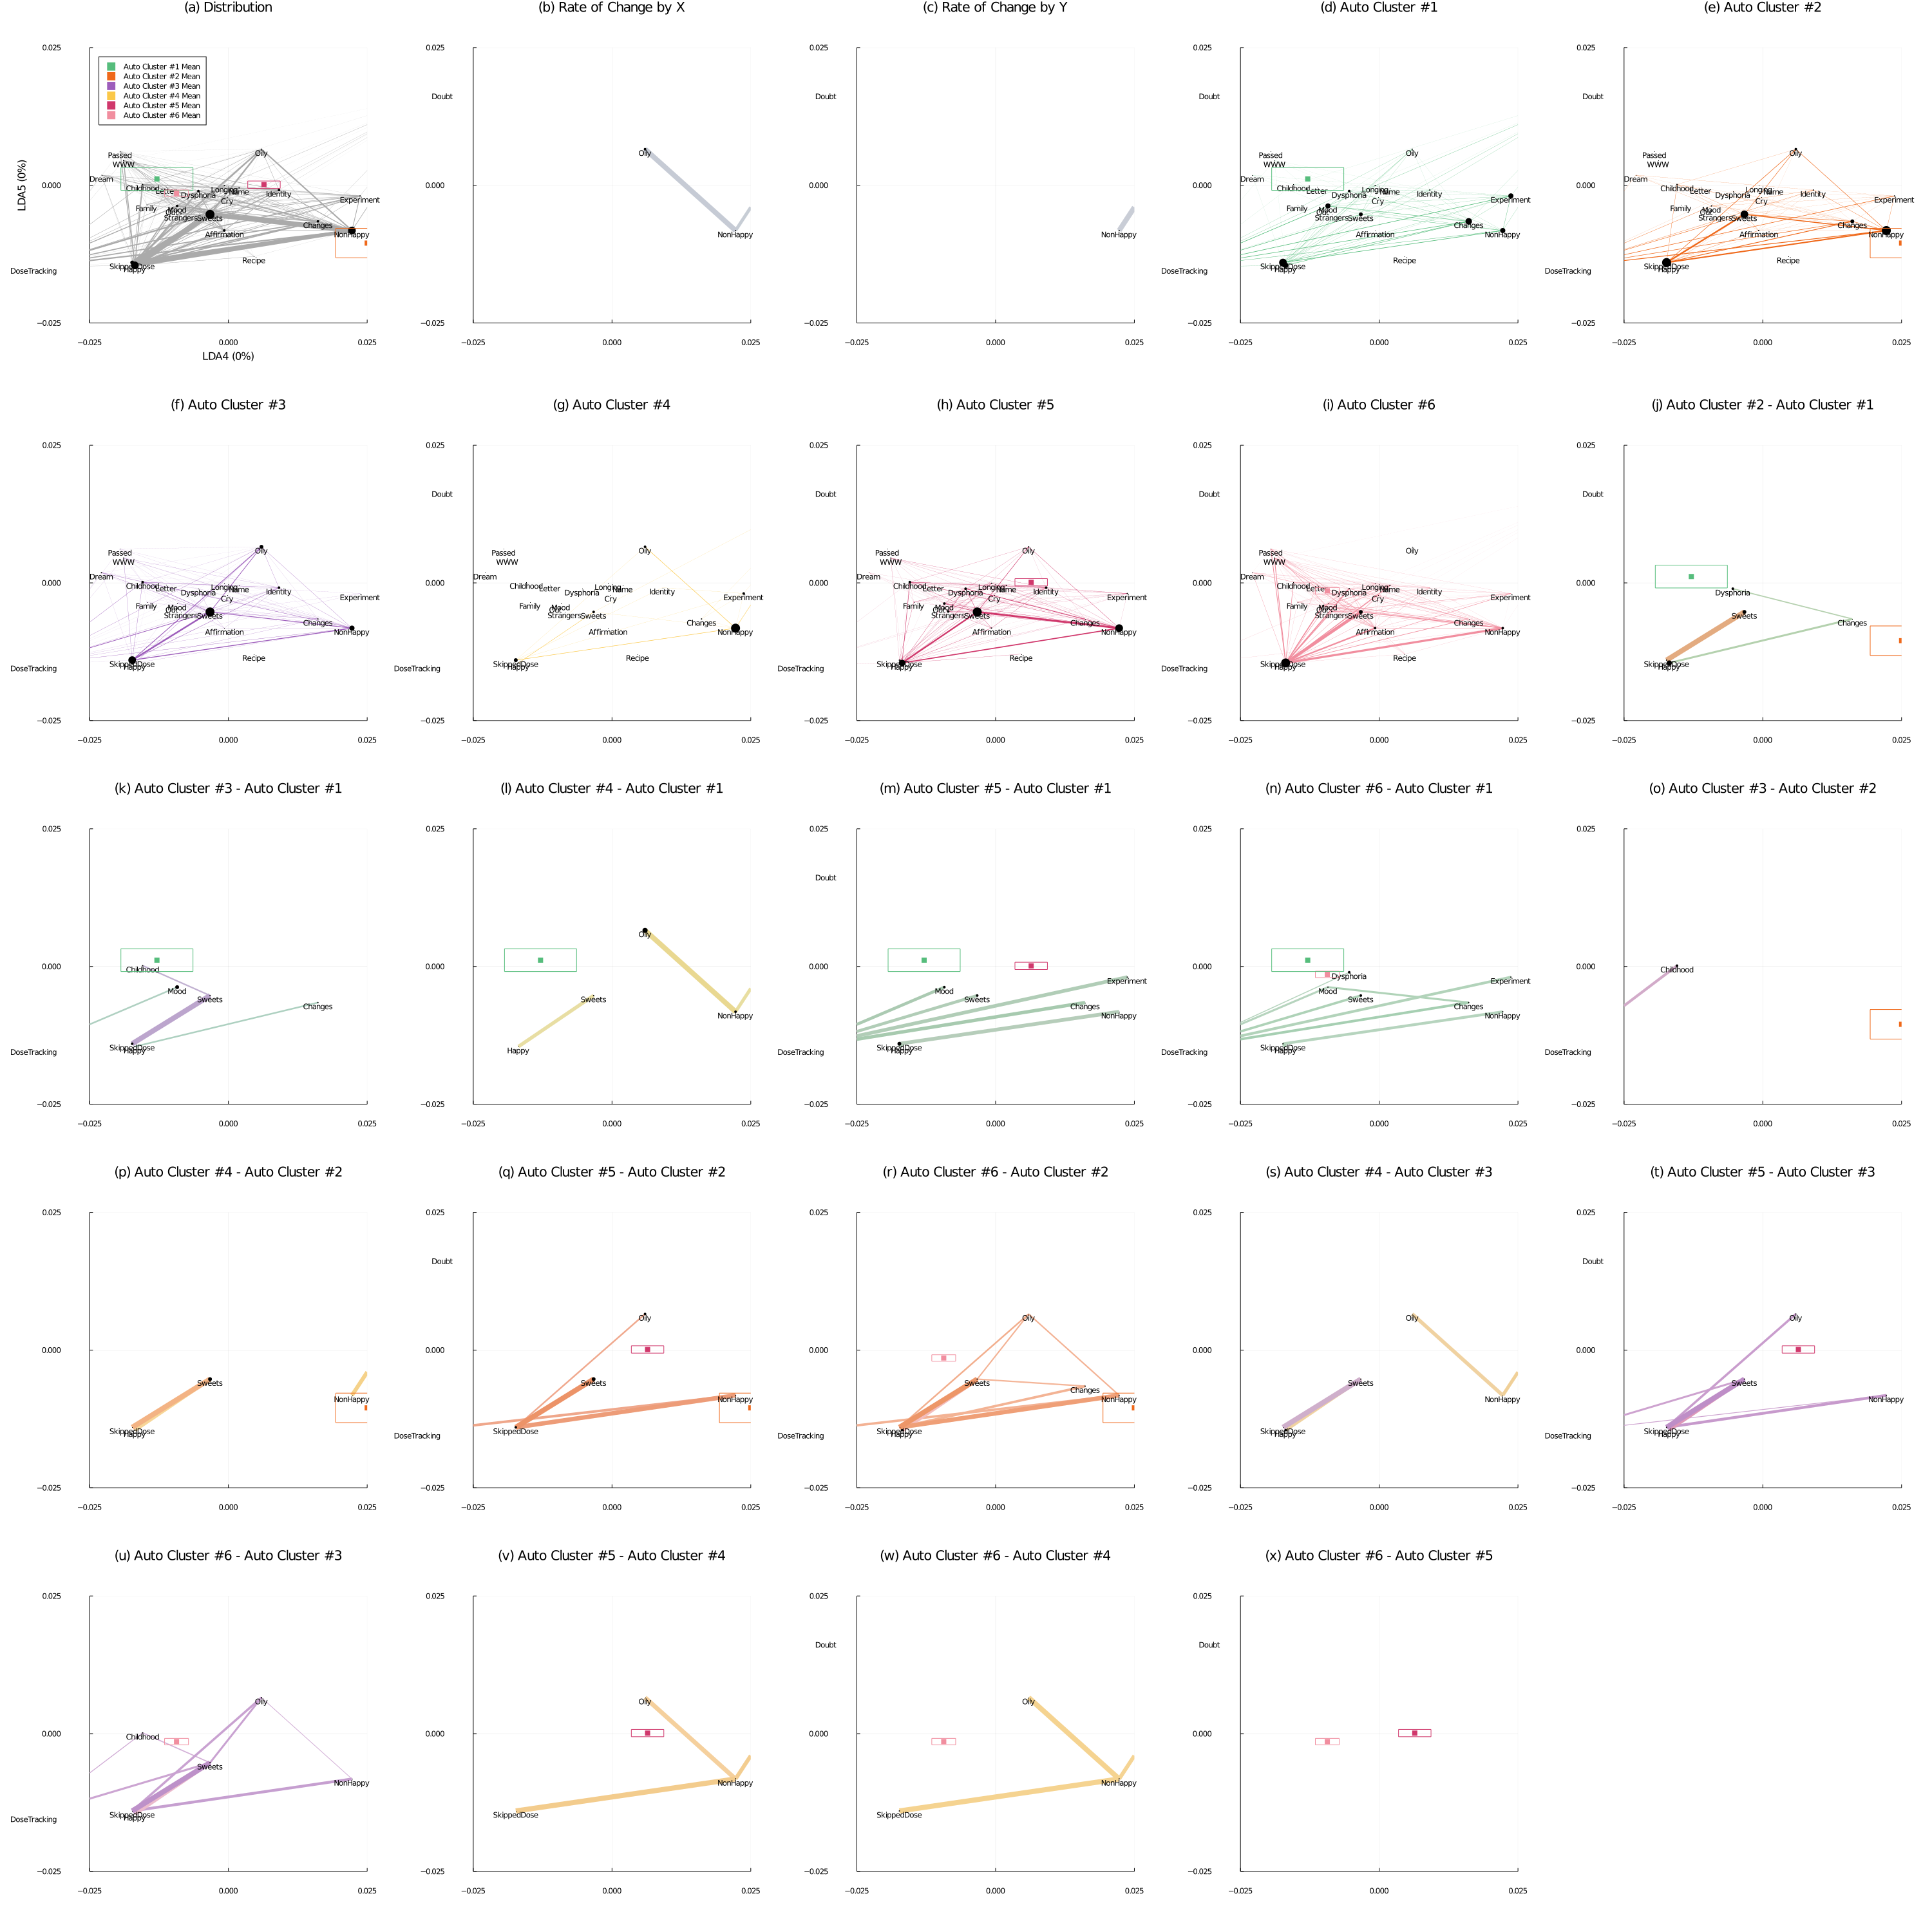 (a) Distribution
(b) Rate of Change by X
(c) Rate of Change by Y
(d) Auto Cluster #1
(e) Auto Cluster #2
0.025
0.000
−0.025
LDA5 (0%)
−0.025 0.000 0.025
LDA4 (0%)
Auto Cluster #1 Mean
Auto Cluster #2 Mean
Auto Cluster #3 Mean
Auto Cluster #4 Mean
Auto Cluster #5 Mean
Auto Cluster #6 Mean
Passed
WWW
Dream
Childhood
Letter
Dysphoria
Longing
Name
Cry
Identity
Experiment
Family
Mood
Out
Strangers
Sweets
Changes
NonHappy
Affirmation
SkippedDose
Happy
Recipe
Oily
DoseTracking
Doubt
(f) Auto Cluster #3
(g) Auto Cluster #4
(h) Auto Cluster #5
(i) Auto Cluster #6
(j) Auto Cluster #2 - Auto Cluster #1
(k) Auto Cluster #3 - Auto Cluster #1
(l) Auto Cluster #4 - Auto Cluster #1
(m) Auto Cluster #5 - Auto Cluster #1
(n) Auto Cluster #6 - Auto Cluster #1
(o) Auto Cluster #3 - Auto Cluster #2
(p) Auto Cluster #4 - Auto Cluster #2
(q) Auto Cluster #5 - Auto Cluster #2
(r) Auto Cluster #6 - Auto Cluster #2
(s) Auto Cluster #4 - Auto Cluster #3
(t) Auto Cluster #5 - Auto Cluster #3
(u) Auto Cluster #6 - Auto Cluster #3
(v) Auto Cluster #5 - Auto Cluster #4
(w) Auto Cluster #6 - Auto Cluster #4
(x) Auto Cluster #6 - Auto Cluster #5